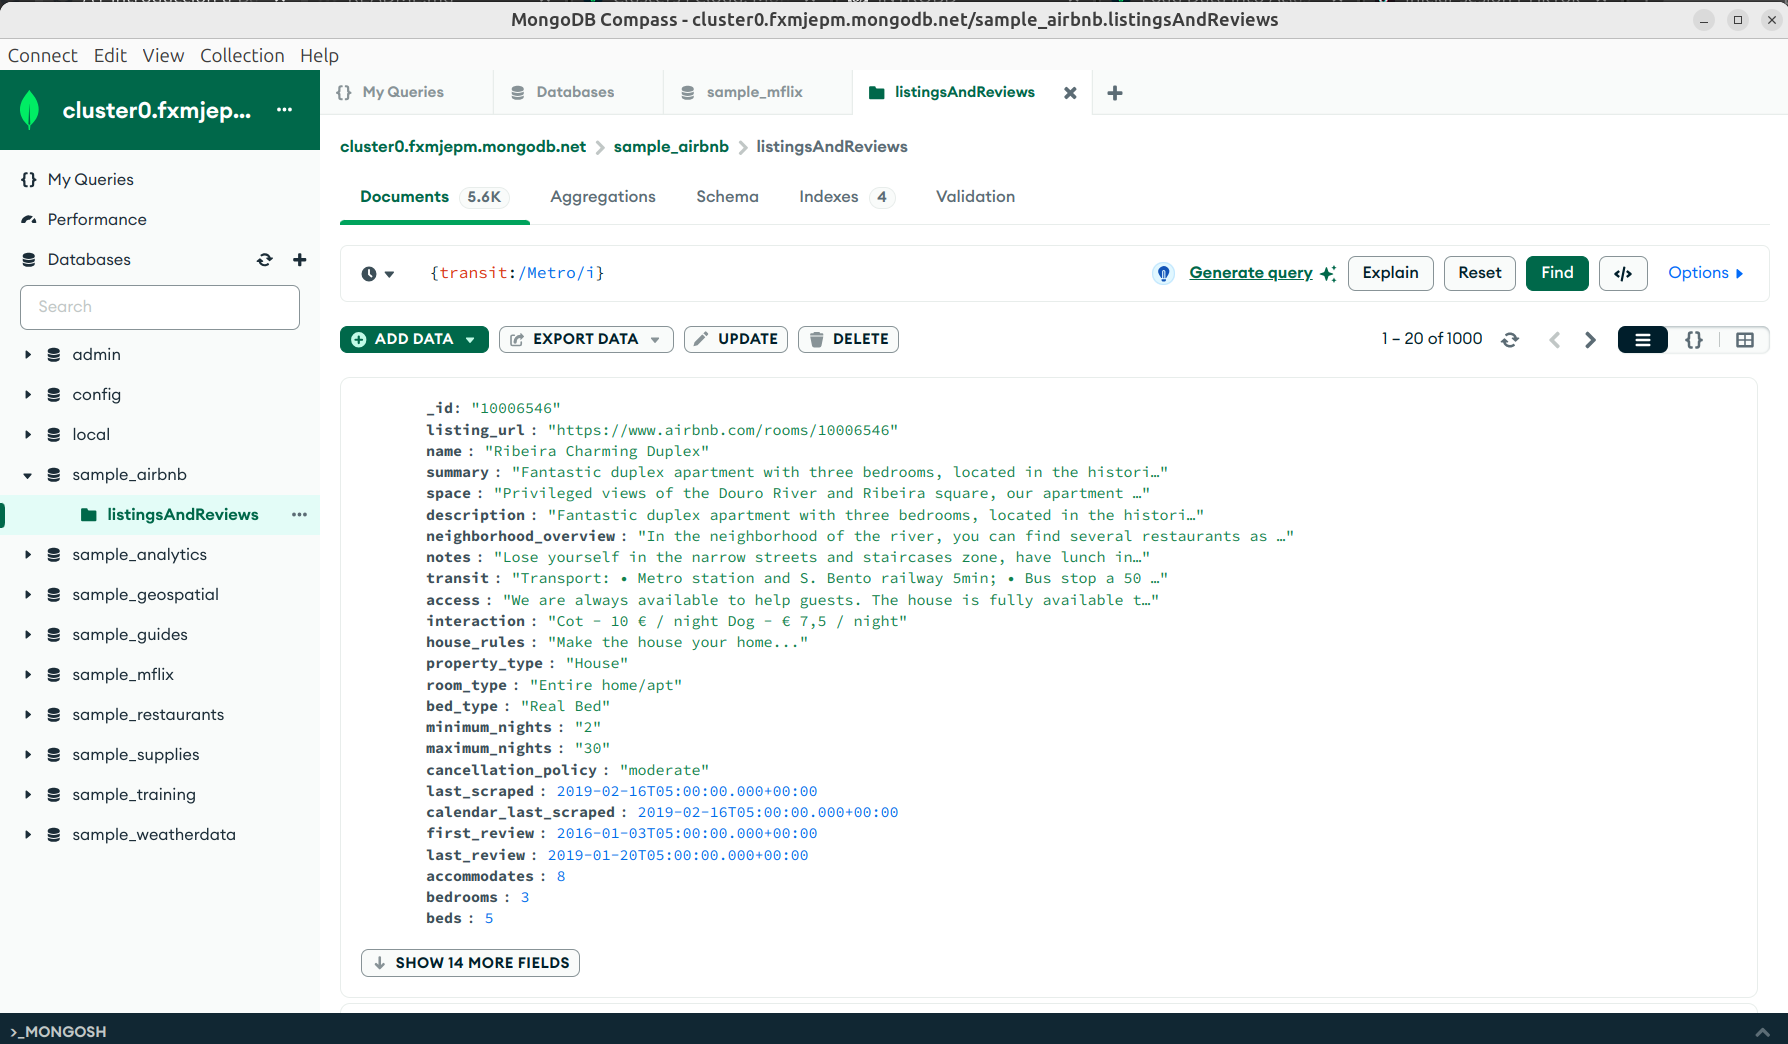 MongoDB Compass - cluster0.fxmjepm.mongodb.net/sample_airbnb.listingsAndReviews
Connect Edit View Collection Help
cluster0.fxmjep... ···
{} My Queries
Databases
sample_mflix
listingsAndReviews
cluster0.fxmjepm.mongodb.net > sample_airbnb > listingsAndReviews
{} My Queries
Performance
Databases
Search
admin
config
local
sample_airbnb
listingsAndReviews ···
sample_analytics
sample_geospatial
sample_guides
sample_mflix
sample_restaurants
sample_supplies
sample_training
sample_weatherdata
Documents 5.6K Aggregations Schema Indexes 4 Validation
{transit:/Metro/i} Generate query Explain Reset Find </> Options
ADD DATA EXPORT DATA UPDATE DELETE 1 – 20 of 1000 {}
_id: "10006546"
listing_url : "https://www.airbnb.com/rooms/10006546"
name : "Ribeira Charming Duplex"
summary : "Fantastic duplex apartment with three bedrooms, located in the histori…"
space : "Privileged views of the Douro River and Ribeira square, our apartment …"
description : "Fantastic duplex apartment with three bedrooms, located in the histori…"
neighborhood_overview : "In the neighborhood of the river, you can find several restaurants as …"
notes : "Lose yourself in the narrow streets and staircases zone, have lunch in…"
transit : "Transport: • Metro station and S. Bento railway 5min; • Bus stop a 50 …"
access : "We are always available to help guests. The house is fully available t…"
interaction : "Cot - 10 € / night Dog - € 7,5 / night"
house_rules : "Make the house your home..."
property_type : "House"
room_type : "Entire home/apt"
bed_type : "Real Bed"
minimum_nights : "2"
maximum_nights : "30"
cancellation_policy : "moderate"
last_scraped : 2019-02-16T05:00:00.000+00:00
calendar_last_scraped : 2019-02-16T05:00:00.000+00:00
first_review : 2016-01-03T05:00:00.000+00:00
last_review : 2019-01-20T05:00:00.000+00:00
accommodates : 8
bedrooms : 3
beds : 5
SHOW 14 MORE FIELDS
>_MONGOSH